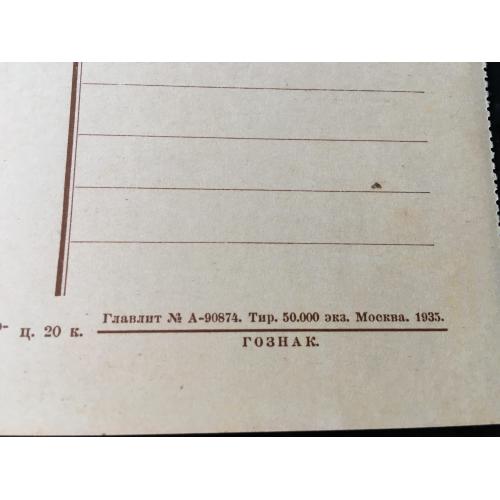 Главлит № А-90874. Тир. 50.000 экз. Москва. 1935.
ц. 20 к.
ГОЗНАК.